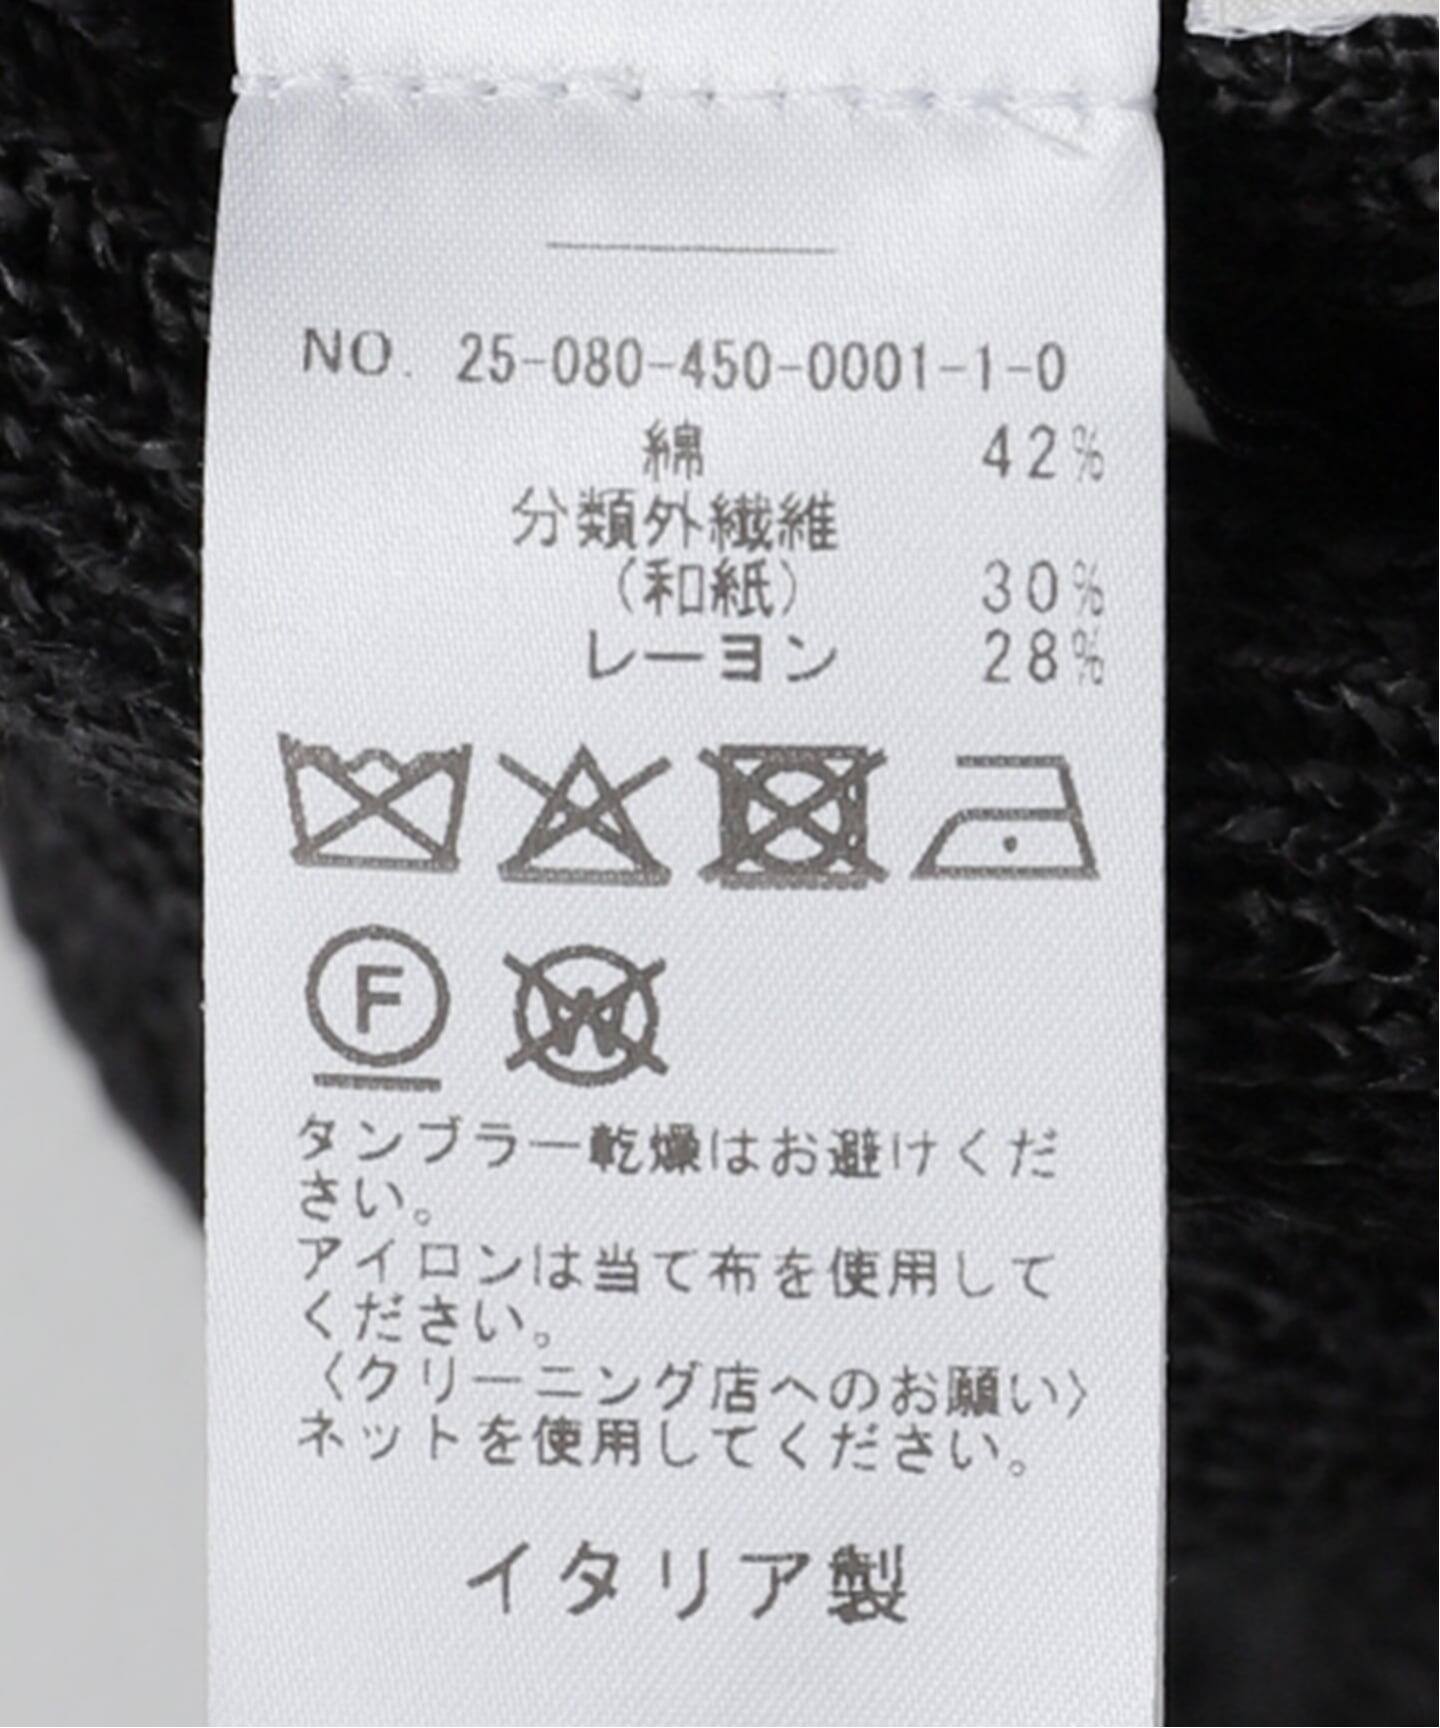 NO. 25-080-450-0001-1-0
綿 42%
分類外繊維
(和紙) 30%
レーヨン 28%
F
W
タンブラー乾燥はお避けくだ
さい。
アイロンは当て布を使用して
ください。
〈クリーニング店へのお願い〉
ネットを使用してください。
イタリア製